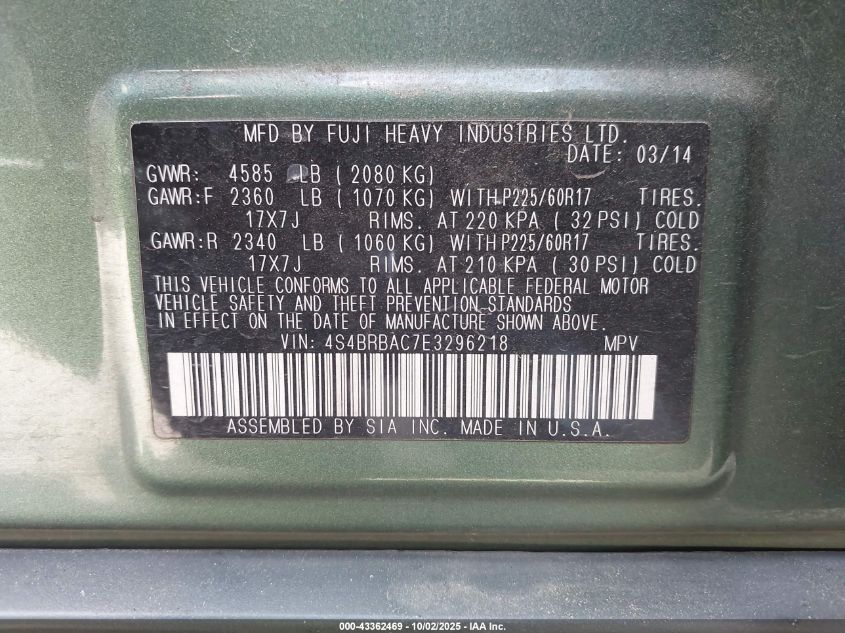 MFD BY FUJI HEAVY INDUSTRIES LTD.
DATE: 03/14
GVWR: 4585 LB ( 2080 KG)
GAWR:F 2360 LB ( 1070 KG) WITH P225/60R17 TIRES.
17X7J RIMS. AT 220 KPA ( 32 PSI) COLD
GAWR:R 2340 LB ( 1060 KG) WITH P225/60R17 TIRES.
17X7J RIMS. AT 210 KPA ( 30 PSI) COLD
THIS VEHICLE CONFORMS TO ALL APPLICABLE FEDERAL MOTOR
VEHICLE SAFETY AND THEFT PREVENTION STANDARDS
IN EFFECT ON THE DATE OF MANUFACTURE SHOWN ABOVE.
VIN: 4S4BRBAC7E3296218 MPV
ASSEMBLED BY SIA INC. MADE IN U.S.A.
000-43362469 - 10/02/2025 - IAA Inc.